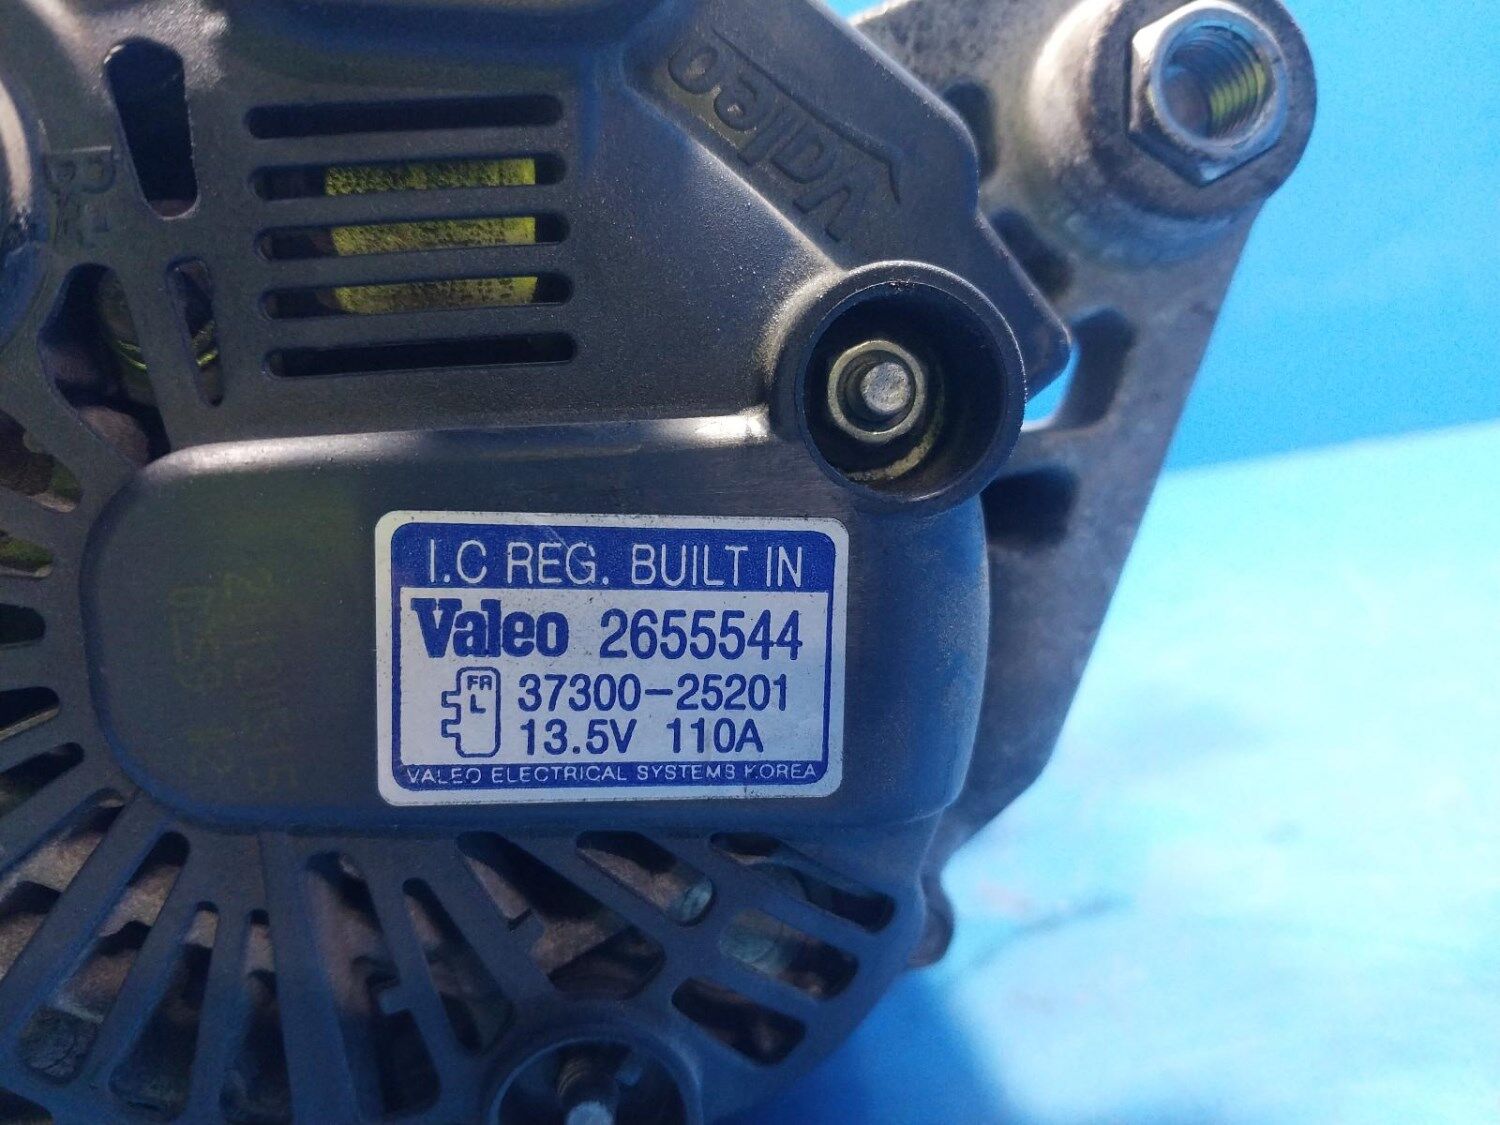 Valeo
I.C REG. BUILT IN
Valeo 2655544
FR 37300-25201
L 13.5V 110A
VALEO ELECTRICAL SYSTEMS KOREA